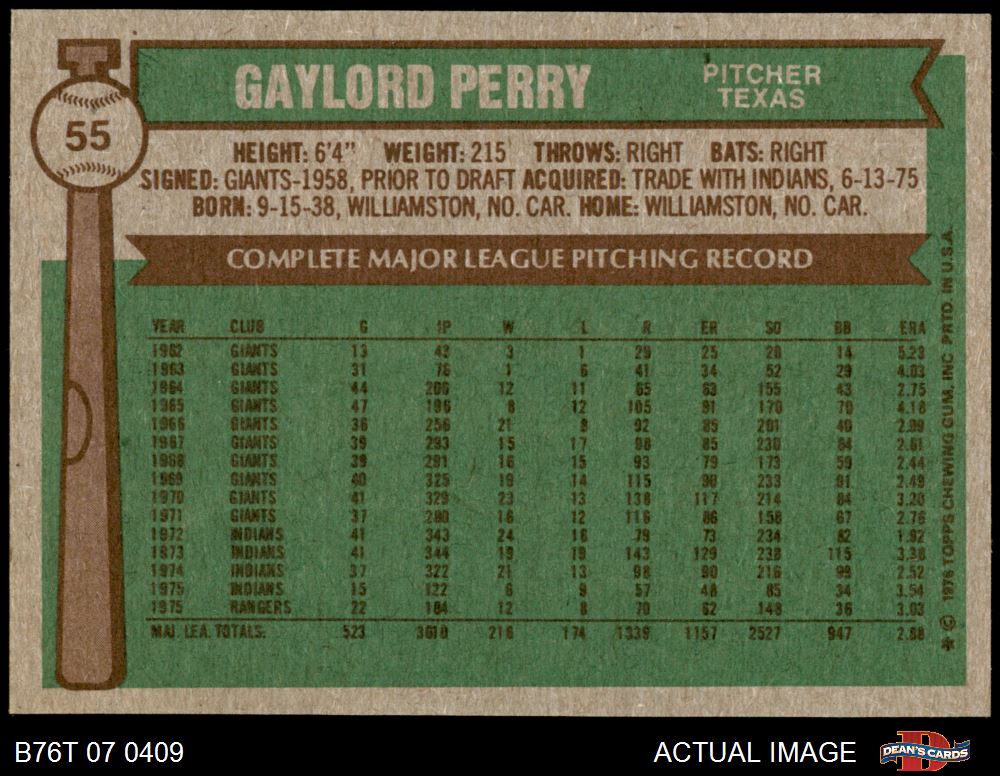 55
GAYLORD PERRY PITCHER
TEXAS
HEIGHT: 6'4" WEIGHT: 215 THROWS: RIGHT BATS: RIGHT
SIGNED: GIANTS-1958, PRIOR TO DRAFT ACQUIRED: TRADE WITH INDIANS, 6-13-75
BORN: 9-15-38, WILLIAMSTON, NO. CAR. HOME: WILLIAMSTON, NO. CAR.
COMPLETE MAJOR LEAGUE PITCHING RECORD
YEAR CLUB G IP W L R ER SO BB ERA
1962 GIANTS 13 43 3 1 29 25 20 14 5.23
1963 GIANTS 31 76 1 6 41 34 52 29 4.03
1964 GIANTS 44 206 12 11 65 63 155 43 2.75
1965 GIANTS 47 196 8 12 105 91 170 70 4.18
1966 GIANTS 36 256 21 8 92 85 201 40 2.99
1967 GIANTS 39 293 15 17 98 85 230 84 2.61
1968 GIANTS 39 291 16 15 93 79 173 59 2.44
1969 GIANTS 40 325 19 14 115 90 233 91 2.49
1970 GIANTS 41 329 23 13 138 117 214 84 3.20
1971 GIANTS 37 280 16 12 116 86 158 67 2.76
1972 INDIANS 41 343 24 16 79 73 234 82 1.92
1973 INDIANS 41 344 19 19 143 129 238 115 3.38
1974 INDIANS 37 322 21 13 98 90 216 99 2.52
1975 INDIANS 15 122 6 9 57 48 85 34 3.54
1975 RANGERS 22 184 12 8 70 62 148 36 3.03
MAJ. LEA. TOTALS: 523 3610 216 174 1339 1157 2527 947 2.88
* © 1976 TOPPS CHEWING GUM, INC. PRTD. IN U.S.A.
B76T 07 0409 ACTUAL IMAGE DEAN'S CARDS